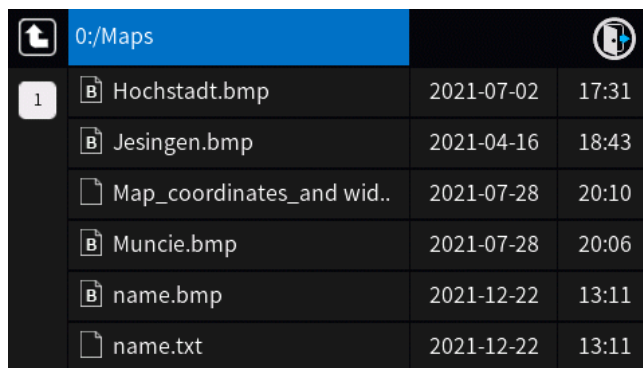 0:/Maps
1
B Hochstadt.bmp 2021-07-02 17:31
B Jesingen.bmp 2021-04-16 18:43
Map_coordinates_and wid.. 2021-07-28 20:10
B Muncie.bmp 2021-07-28 20:06
B name.bmp 2021-12-22 13:11
name.txt 2021-12-22 13:11